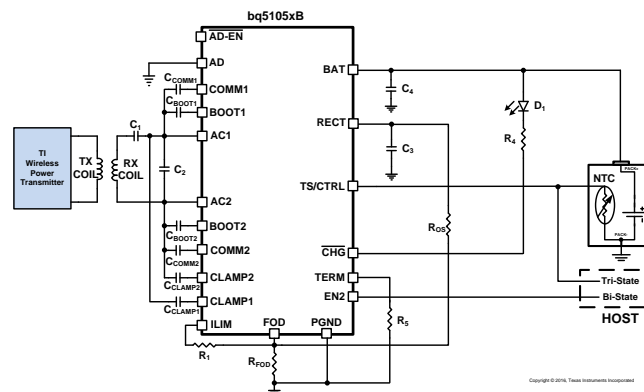 bq5105xB
AD-EN
AD
CCOMM1
COMM1
CBOOT1
BOOT1
C1
AC1
TI
Wireless
Power
Transmitter
TX
COIL
RX
COIL
C2
AC2
BOOT2
CBOOT2
COMM2
CCOMM2
CLAMP2
CCLAMP2
CLAMP1
CCLAMP1
ILIM
FOD
PGND
R1
RFOD
BAT
C4
D1
RECT
R4
C3
TS/CTRL
NTC
PACK+
+
PACK-
ROS
CHG
TERM
EN2
R5
Tri-State
Bi-State
HOST
Copyright © 2016, Texas Instruments Incorporated